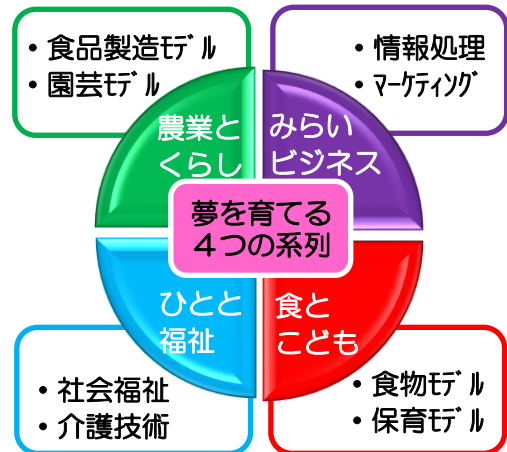 ・食品製造ﾓﾃﾞﾙ
・園芸ﾓﾃﾞﾙ
・情報処理
・ﾏｰｹﾃｨﾝｸﾞ
農業と
くらし
みらい
ビジネス
夢を育てる
４つの系列
ひとと
福祉
食と
こども
・社会福祉
・介護技術
・食物ﾓﾃﾞﾙ
・保育ﾓﾃﾞﾙ